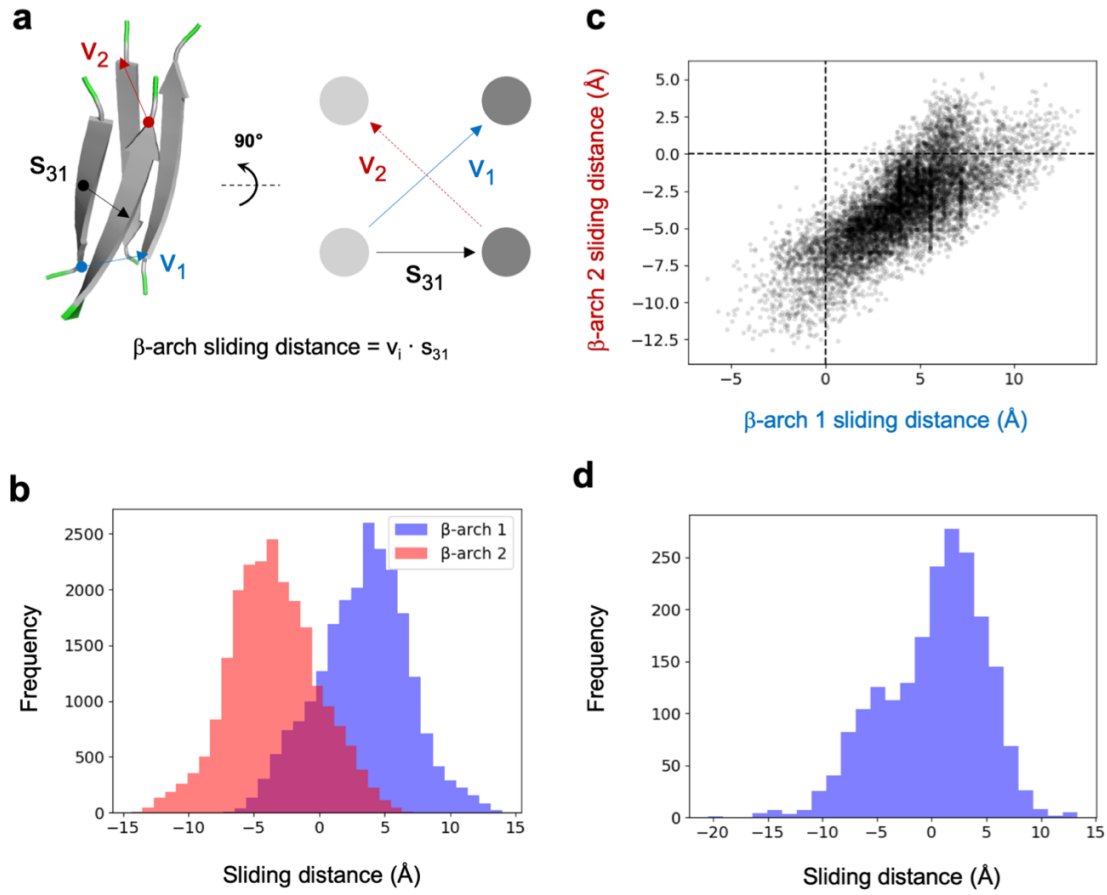 a
V2
S31
V1
90°
V2
V1
S31
β-arch sliding distance = vi · s31
c
β-arch 2 sliding distance (Å)
5.0
2.5
0.0
−2.5
−5.0
−7.5
−10.0
−12.5
−5
0
5
10
β-arch 1 sliding distance (Å)
b
Frequency
2500
2000
1500
1000
500
0
β-arch 1
β-arch 2
−15
−10
−5
0
5
10
15
Sliding distance (Å)
d
Frequency
250
200
150
100
50
0
−20
−15
−10
−5
0
5
10
15
Sliding distance (Å)